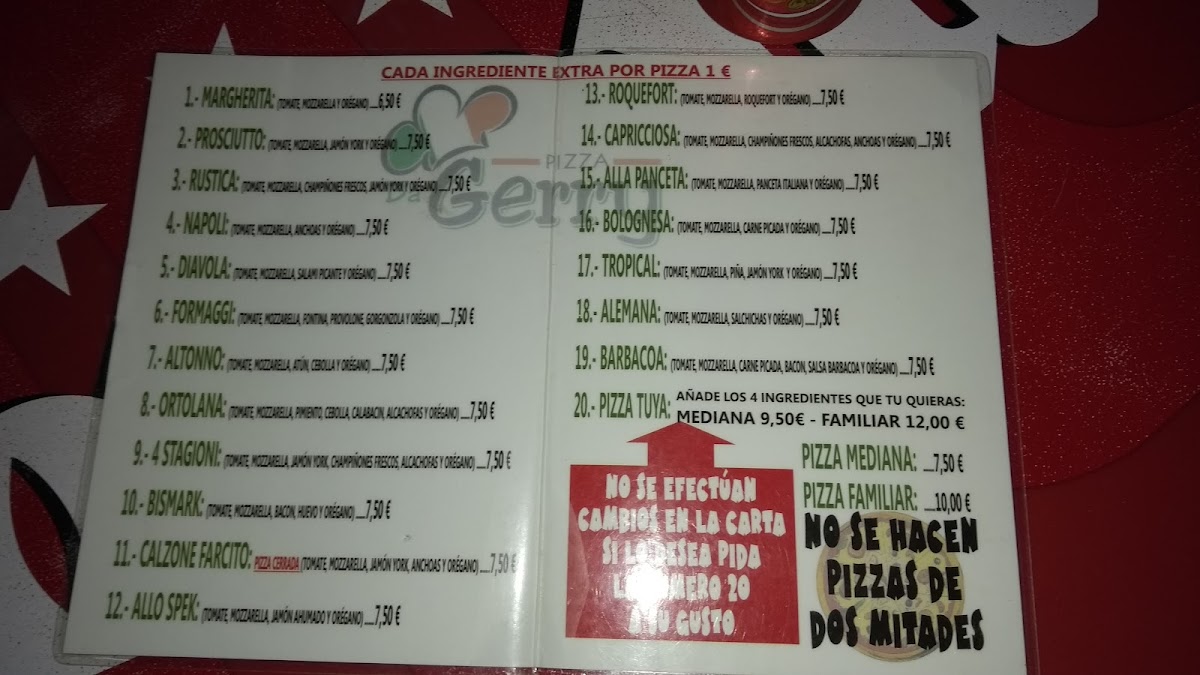 CADA INGREDIENTE EXTRA POR PIZZA 1 €
PIZZA
Da Gerry
1.- MARGHERITA: (TOMATE, MOZZARELLA Y ORÉGANO) ....6,50 €
2.- PROSCIUTTO: (TOMATE, MOZZARELLA, JAMÓN YORK Y ORÉGANO) ....7,50 €
3.- RUSTICA: (TOMATE, MOZZARELLA, CHAMPIÑONES FRESCOS, JAMÓN YORK Y ORÉGANO) ....7,50 €
4.- NAPOLI: (TOMATE, MOZZARELLA, ANCHOAS Y ORÉGANO) ....7,50 €
5.- DIAVOLA: (TOMATE, MOZZARELLA, SALAMI PICANTE Y ORÉGANO) ....7,50 €
6.- FORMAGGI: (TOMATE, MOZZARELLA, FONTINA, PROVOLONE, GORGONZOLA Y ORÉGANO) ....7,50 €
7.- ALTONNO: (TOMATE, MOZZARELLA, ATÚN, CEBOLLA Y ORÉGANO) ....7,50 €
8.- ORTOLANA: (TOMATE, MOZZARELLA, PIMIENTO, CEBOLLA, CALABACIN, ALCACHOFAS Y ORÉGANO) ....7,50 €
9.- 4 STAGIONI: (TOMATE, MOZZARELLA, JAMÓN YORK, CHAMPIÑONES FRESCOS, ALCACHOFAS Y ORÉGANO) ....7,50 €
10.- BISMARK: (TOMATE, MOZZARELLA, BACON, HUEVO Y ORÉGANO) ....7,50 €
11.- CALZONE FARCITO: PIZZA CERRADA (TOMATE, MOZZARELLA, JAMÓN YORK, ANCHOAS Y ORÉGANO) ....7,50 €
12.- ALLO SPEK: (TOMATE, MOZZARELLA, JAMÓN AHUMADO Y ORÉGANO) ....7,50 €
13.- ROQUEFORT: (TOMATE, MOZZARELLA, ROQUEFORT Y ORÉGANO) ....7,50 €
14.- CAPRICCIOSA: (TOMATE, MOZZARELLA, CHAMPIÑONES FRESCOS, ALCACHOFAS, ANCHOAS Y ORÉGANO) ....7,50 €
15.- ALLA PANCETA: (TOMATE, MOZZARELLA, PANCETA ITALIANA Y ORÉGANO) ....7,50 €
16.- BOLOGNESA: (TOMATE, MOZZARELLA, CARNE PICADA Y ORÉGANO) ....7,50 €
17.- TROPICAL: (TOMATE, MOZZARELLA, PIÑA, JAMÓN YORK Y ORÉGANO) ....7,50 €
18.- ALEMANA: (TOMATE, MOZZARELLA, SALCHICHAS Y ORÉGANO) ....7,50 €
19.- BARBACOA: (TOMATE, MOZZARELLA, CARNE PICADA, BACON, SALSA BARBACOA Y ORÉGANO) ....7,50 €
20.- PIZZA TUYA: AÑADE LOS 4 INGREDIENTES QUE TU QUIERAS:
MEDIANA 9,50€ - FAMILIAR 12,00 €
NO SE EFECTÚAN
CAMBIOS EN LA CARTA
SI LO DESEA PIDA
20
GUSTO
PIZZA MEDIANA: ....7,50 €
PIZZA FAMILIAR: ....10,00 €
NO SE HACEN
PIZZAS DE
DOS MITADES